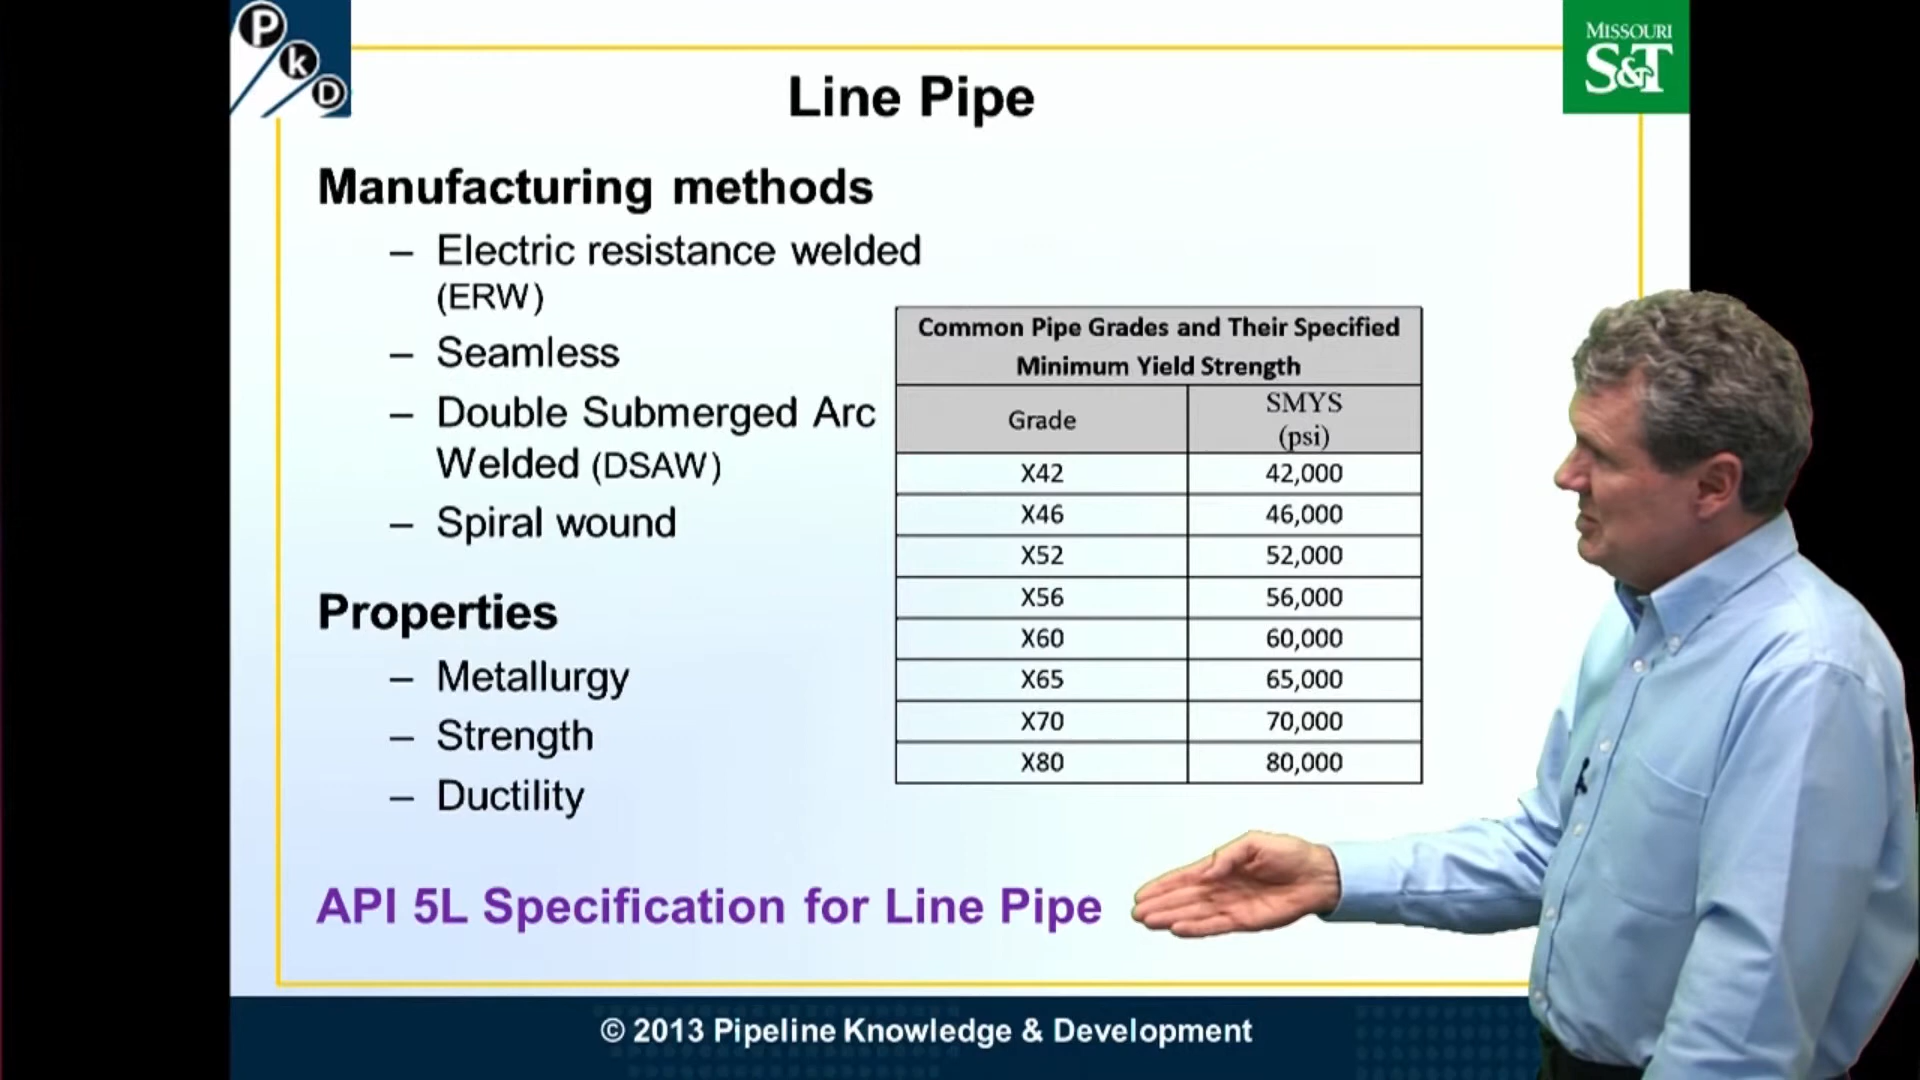 P
k
D
MISSOURI
S&T
Line Pipe
Manufacturing methods
– Electric resistance welded
(ERW)
– Seamless
– Double Submerged Arc
Welded (DSAW)
– Spiral wound
Properties
– Metallurgy
– Strength
– Ductility
Common Pipe Grades and Their Specified
Minimum Yield Strength
Grade SMYS
(psi)
X42 42,000
X46 46,000
X52 52,000
X56 56,000
X60 60,000
X65 65,000
X70 70,000
X80 80,000
API 5L Specification for Line Pipe
© 2013 Pipeline Knowledge & Development